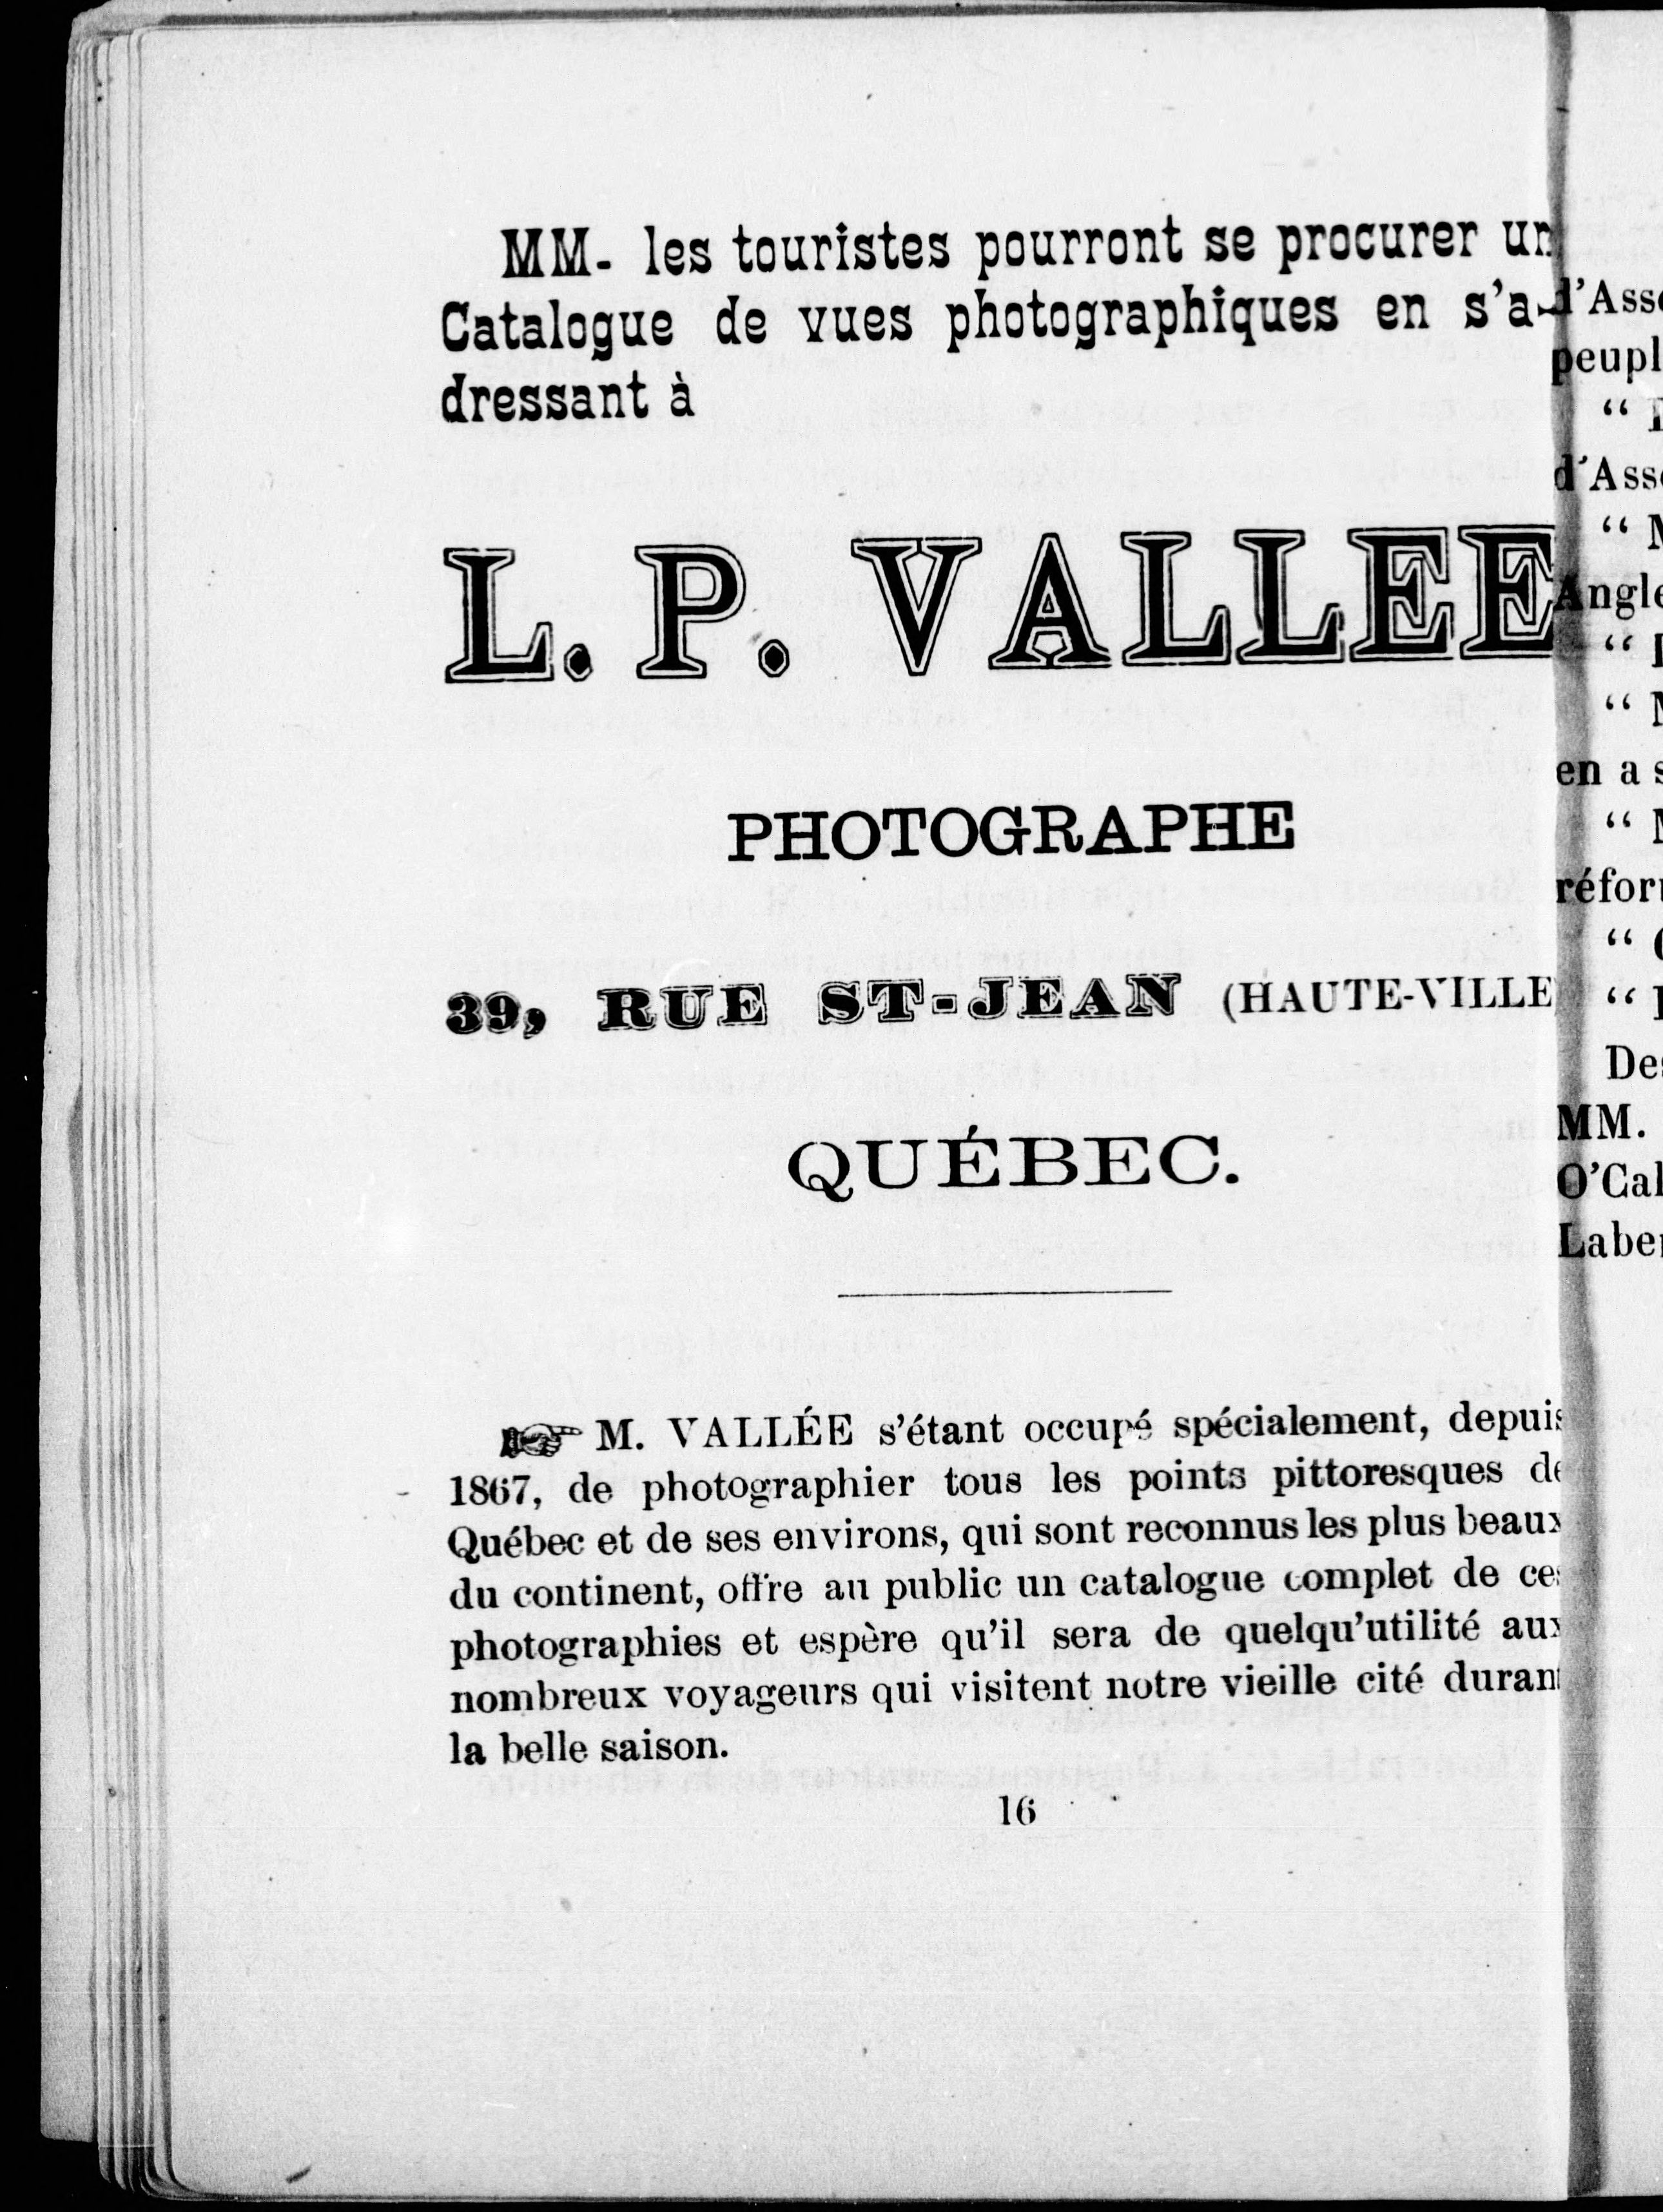 MM. les touristes pourront se procurer un
Catalogue de vues photographiques en s'a-
dressant à
L. P. VALLEE
PHOTOGRAPHE
39, RUE ST-JEAN (HAUTE-VILLE
QUÉBEC.
M. VALLÉE s'étant occupé spécialement, depuis
1867, de photographier tous les points pittoresques de
Québec et de ses environs, qui sont reconnus les plus beaux
du continent, offre au public un catalogue complet de ces
photographies et espère qu'il sera de quelqu'utilité aux
nombreux voyageurs qui visitent notre vieille cité durant
la belle saison.
16
d'Ass
peupl
"
d'Ass
"
Angle
"
"
en a s
"
réfor
"
"
De
MM.
O'Cal
Labe